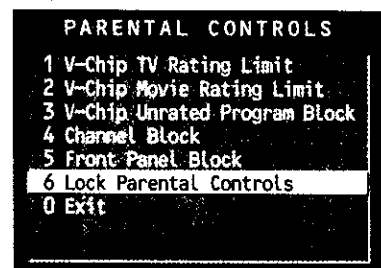 PARENTAL CONTROLS
1 V-Chip TV Rating Limit
2 V-Chip Movie Rating Limit
3 V-Chip Unrated Program Block
4 Channel Block
5 Front Panel Block
6 Lock Parental Controls
0 Exit